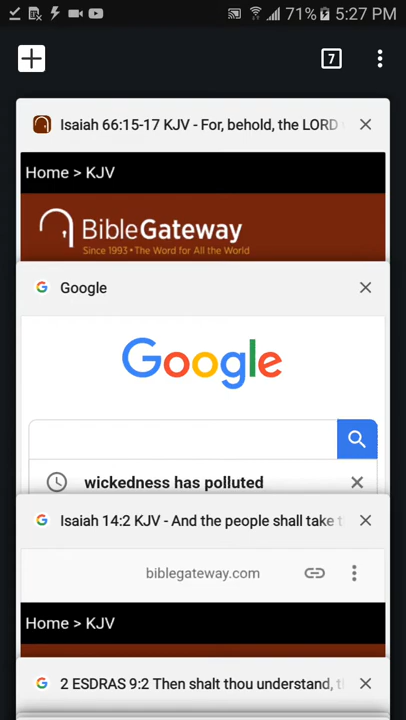 71% 5:27 PM
7
Isaiah 66:15-17 KJV - For, behold, the LORD
Home > KJV
BibleGateway
Since 1993 • The Word for All the World
Google
Google
wickedness has polluted
Isaiah 14:2 KJV - And the people shall take
biblegateway.com
Home > KJV
2 ESDRAS 9:2 Then shalt thou understand,